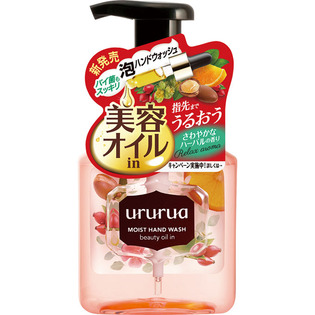 新発売
バイ菌も
スッキリ
泡ハンドウォッシュ
美容
オイル
in
指先まで
うるおう
さわやかな
ハーバルの香り
Relax aroma
キャンペーン実施中!詳しくは→
ururua
MOIST HAND WASH
beauty oil in